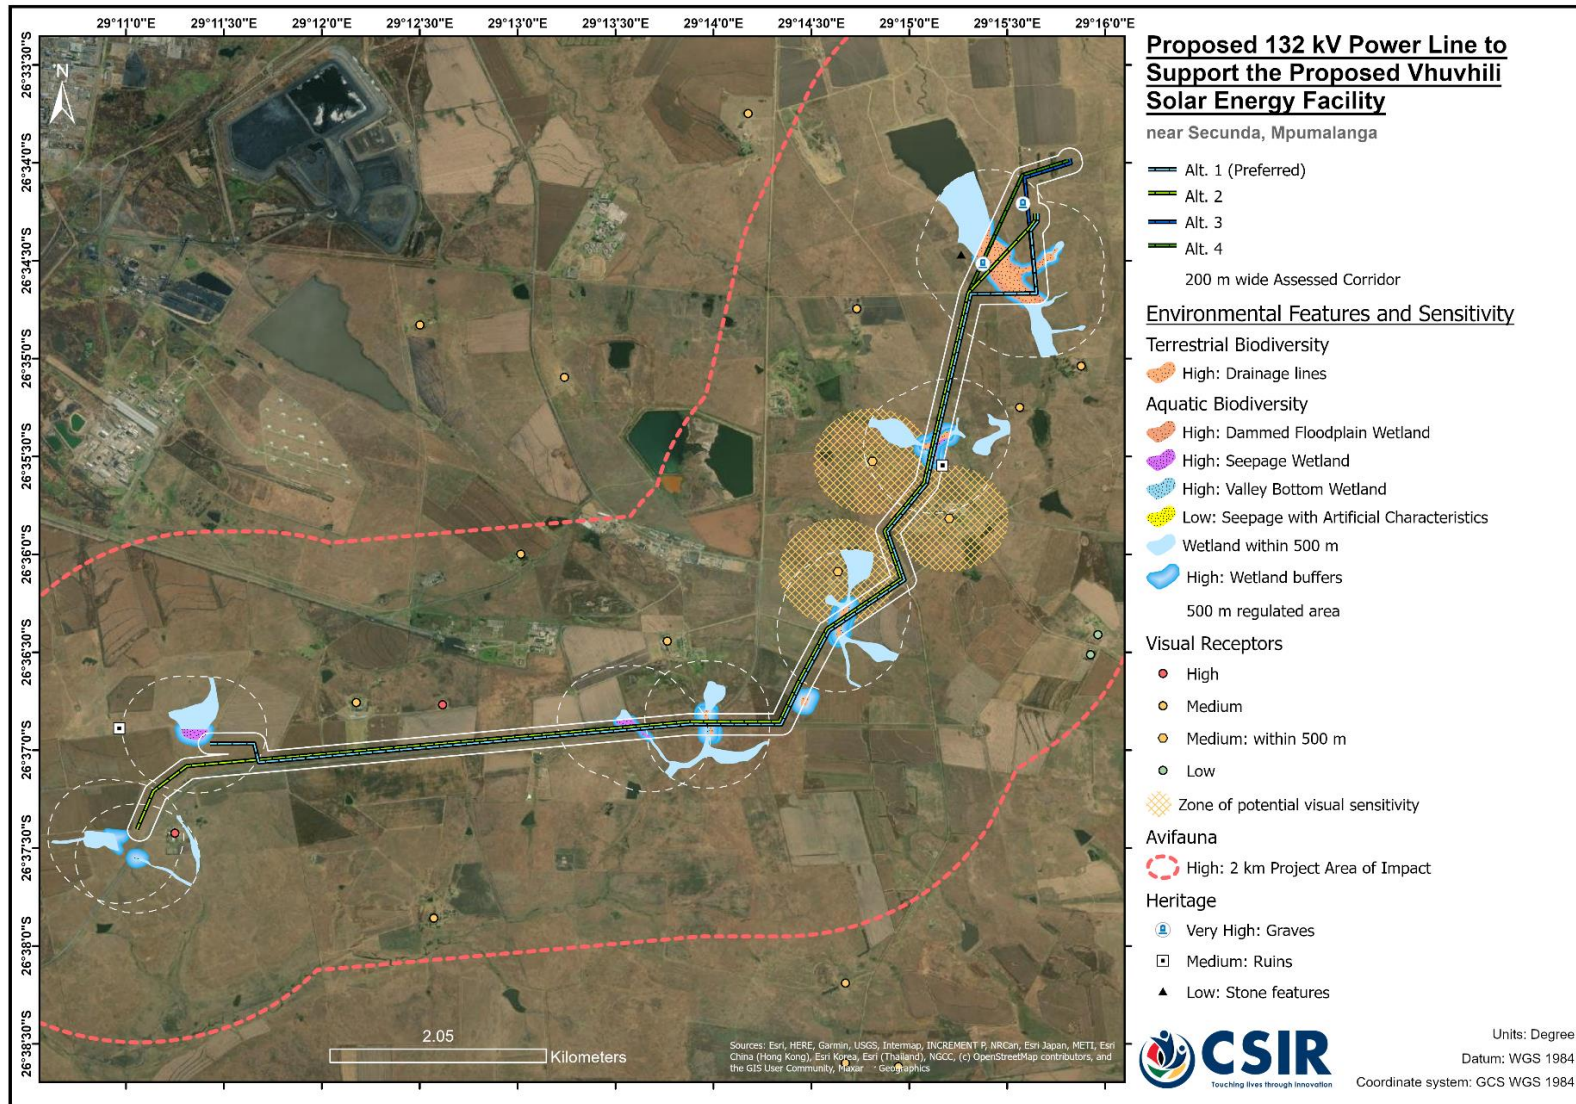 29°11'0"E 29°11'30"E 29°12'0"E 29°12'30"E 29°13'0"E 29°13'30"E 29°14'0"E 29°14'30"E 29°15'0"E 29°15'30"E 29°16'0"E
26°33'30"S
26°34'0"S
26°34'30"S
26°35'0"S
26°35'30"S
26°36'0"S
26°36'30"S
26°37'0"S
26°37'30"S
26°38'0"S
26°38'30"S
N
2.05
Kilometers
Sources: Esri, HERE, Garmin, USGS, Intermap, INCREMENT P, NRCan, Esri Japan, METI, Esri
China (Hong Kong), Esri Korea, Esri (Thailand), NGCC, (c) OpenStreetMap contributors, and
the GIS User Community, Maxar Geographics
Proposed 132 kV Power Line to
Support the Proposed Vhuvhili
Solar Energy Facility
near Secunda, Mpumalanga
Alt. 1 (Preferred)
Alt. 2
Alt. 3
Alt. 4
200 m wide Assessed Corridor
Environmental Features and Sensitivity
Terrestrial Biodiversity
High: Drainage lines
Aquatic Biodiversity
High: Dammed Floodplain Wetland
High: Seepage Wetland
High: Valley Bottom Wetland
Low: Seepage with Artificial Characteristics
Wetland within 500 m
High: Wetland buffers
500 m regulated area
Visual Receptors
High
Medium
Medium: within 500 m
Low
Zone of potential visual sensitivity
Avifauna
High: 2 km Project Area of Impact
Heritage
Very High: Graves
Medium: Ruins
Low: Stone features
CSIR
Touching lives through innovation
Units: Degree
Datum: WGS 1984
Coordinate system: GCS WGS 1984